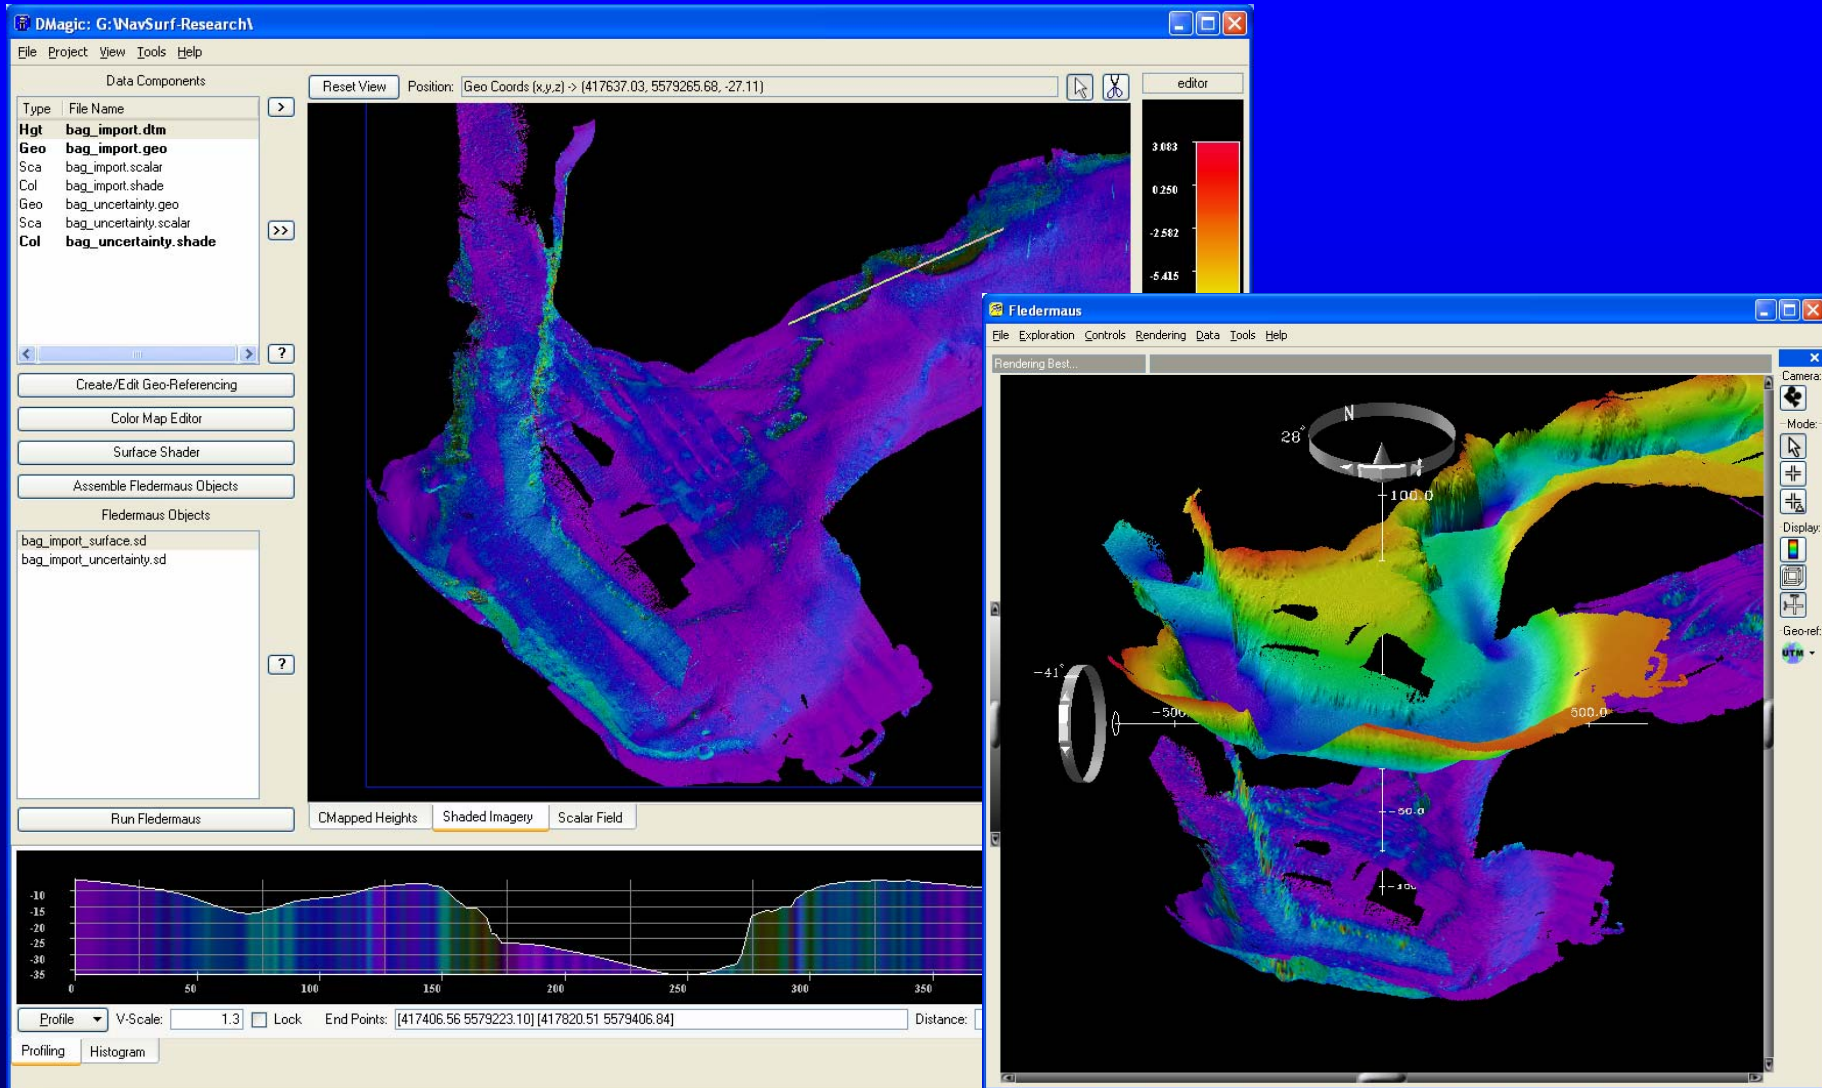 DMagic: G:\NavSurf-Research\
File Project View Tools Help
Data Components
Type File Name
Hgt bag_import.dtm
Geo bag_import.geo
Sca bag_import.scalar
Col bag_import.shade
Geo bag_uncertainty.geo
Sca bag_uncertainty.scalar
Col bag_uncertainty.shade
>
>>
?
Create/Edit Geo-Referencing
Color Map Editor
Surface Shader
Assemble Fledermaus Objects
Fledermaus Objects
bag_import_surface.sd
bag_import_uncertainty.sd
?
Run Fledermaus
Reset View Position: Geo Coords (x,y,z) -> (417637.03, 5579265.68, -27.11)
editor
3.083
0.250
-2.582
-5.415
CMapped Heights Shaded Imagery Scalar Field
-10
-15
-20
-25
-30
-35
0 50 100 150 200 250 300 350
Profile V-Scale: 1.3 Lock End Points: [417406.56 5579223.10] [417820.51 5579406.84] Distance:
Profiling Histogram
Fledermaus
File Exploration Controls Rendering Data Tools Help
Rendering Best...
Camera:
Mode:
Display:
Geo-ref:
UTM
N
28°
100.0
-41°
-500.
500.0
-50.0
-100.